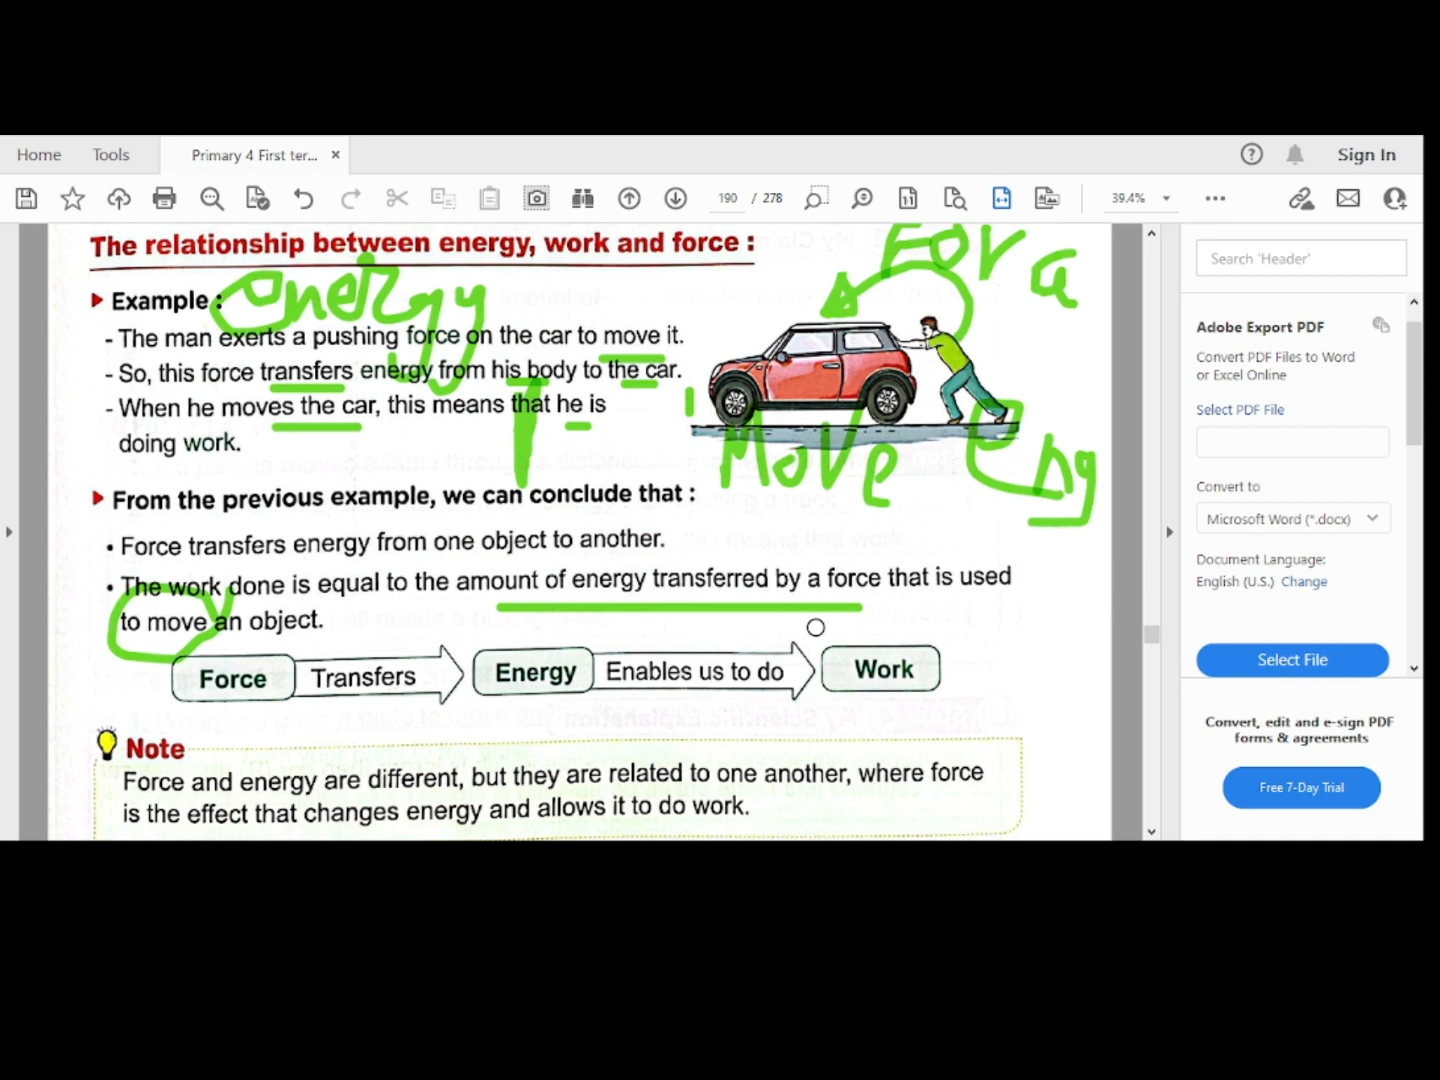 Home Tools Primary 4 First ter... ×
Sign In
190 / 278 39.4%
The relationship between energy, work and force :
energy
Example :
- The man exerts a pushing force on the car to move it.
- So, this force transfers energy from his body to the car.
- When he moves the car, this means that he is
doing work.
Move
eng
From the previous example, we can conclude that :
• Force transfers energy from one object to another.
• The work done is equal to the amount of energy transferred by a force that is used
to move an object.
Force Transfers Energy Enables us to do Work
Note
Force and energy are different, but they are related to one another, where force
is the effect that changes energy and allows it to do work.
Search 'Header'
Adobe Export PDF
Convert PDF Files to Word
or Excel Online
Select PDF File
Convert to
Microsoft Word (*.docx)
Document Language:
English (U.S.) Change
Select File
Convert, edit and e-sign PDF
forms & agreements
Free 7-Day Trial